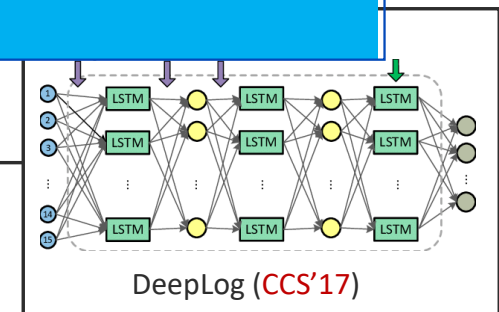 1 LSTM LSTM LSTM
2 LSTM LSTM LSTM
3
⋮ ⋮ ⋮ ⋮ ⋮ ⋮ ⋮
14
15 LSTM LSTM LSTM
DeepLog (CCS'17)